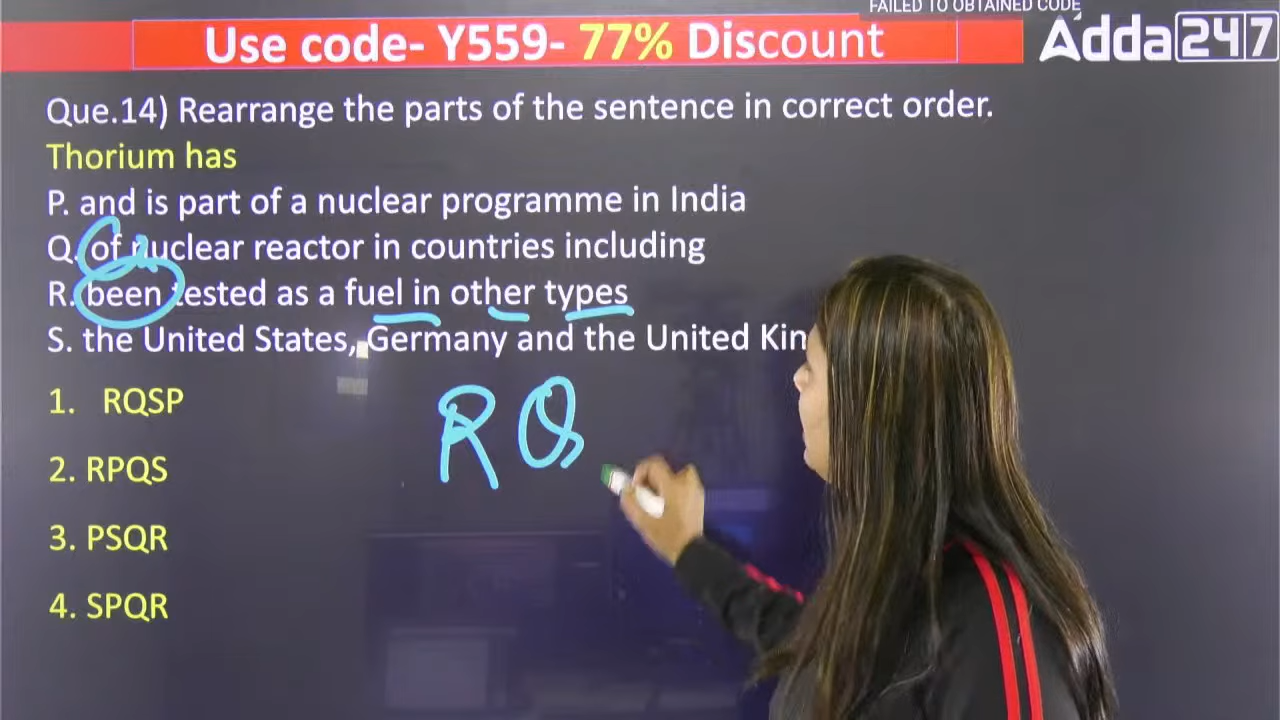 FAILED TO OBTAINED CODE
Use code- Y559- 77% Discount
Adda247
Que.14) Rearrange the parts of the sentence in correct order.
Thorium has
P. and is part of a nuclear programme in India
Q. of nuclear reactor in countries including
R. been tested as a fuel in other types
S. the United States, Germany and the United Kin
1. RQSP
2. RPQS
3. PSQR
4. SPQR
R Q